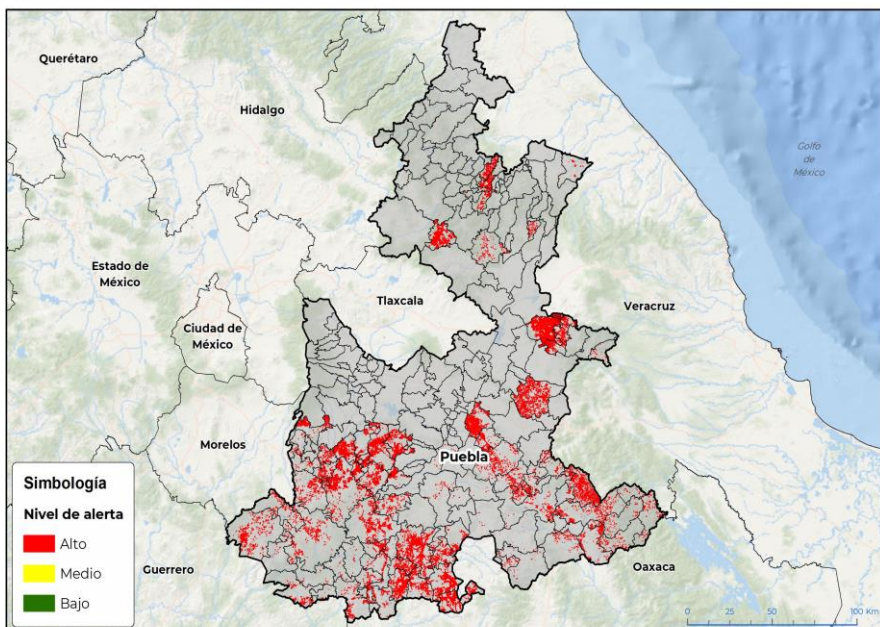 Querétaro
Hidalgo
Golfo
de
México
Estado de
México
Tlaxcala
Veracruz
Ciudad de
México
Morelos
Puebla
Simbología
Nivel de alerta
Alto
Medio
Bajo
Guerrero
Oaxaca
0 25 50 100 Km